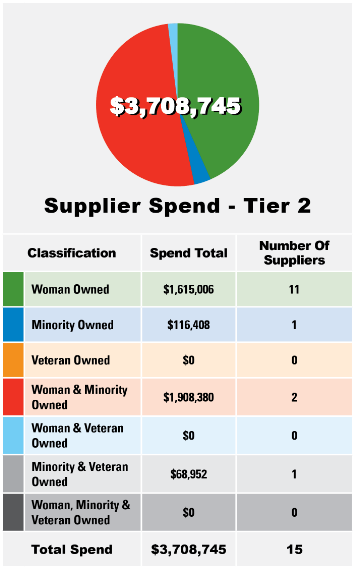 $3,708,745
Supplier Spend - Tier 2
Classification Spend Total Number Of
Suppliers
Woman Owned $1,615,006 11
Minority Owned $116,408 1
Veteran Owned $0 0
Woman & Minority
Owned $1,908,380 2
Woman & Veteran
Owned $0 0
Minority & Veteran
Owned $68,952 1
Woman, Minority &
Veteran Owned $0 0
Total Spend $3,708,745 15